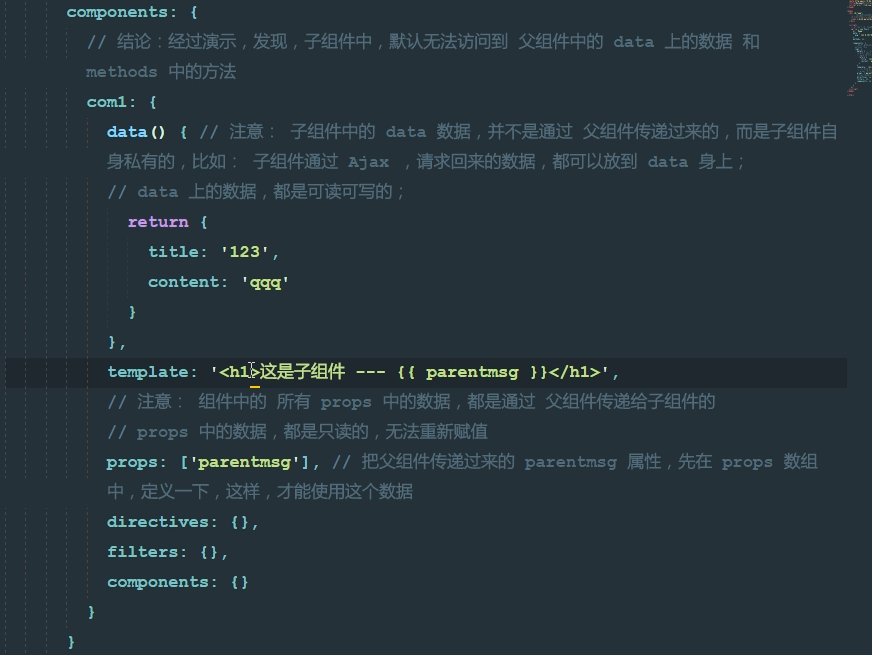 components: {
// 结论：经过演示，发现，子组件中，默认无法访问到 父组件中的 data 上的数据 和
methods 中的方法
com1: {
data() { // 注意： 子组件中的 data 数据，并不是通过 父组件传递过来的，而是子组件自
身私有的，比如： 子组件通过 Ajax ，请求回来的数据，都可以放到 data 身上；
// data 上的数据，都是可读可写的；
return {
title: '123',
content: 'qqq'
}
},
template: '<h1>这是子组件 --- {{ parentmsg }}</h1>',
// 注意： 组件中的 所有 props 中的数据，都是通过 父组件传递给子组件的
// props 中的数据，都是只读的，无法重新赋值
props: ['parentmsg'], // 把父组件传递过来的 parentmsg 属性，先在 props 数组
中，定义一下，这样，才能使用这个数据
directives: {},
filters: {},
components: {}
}
}